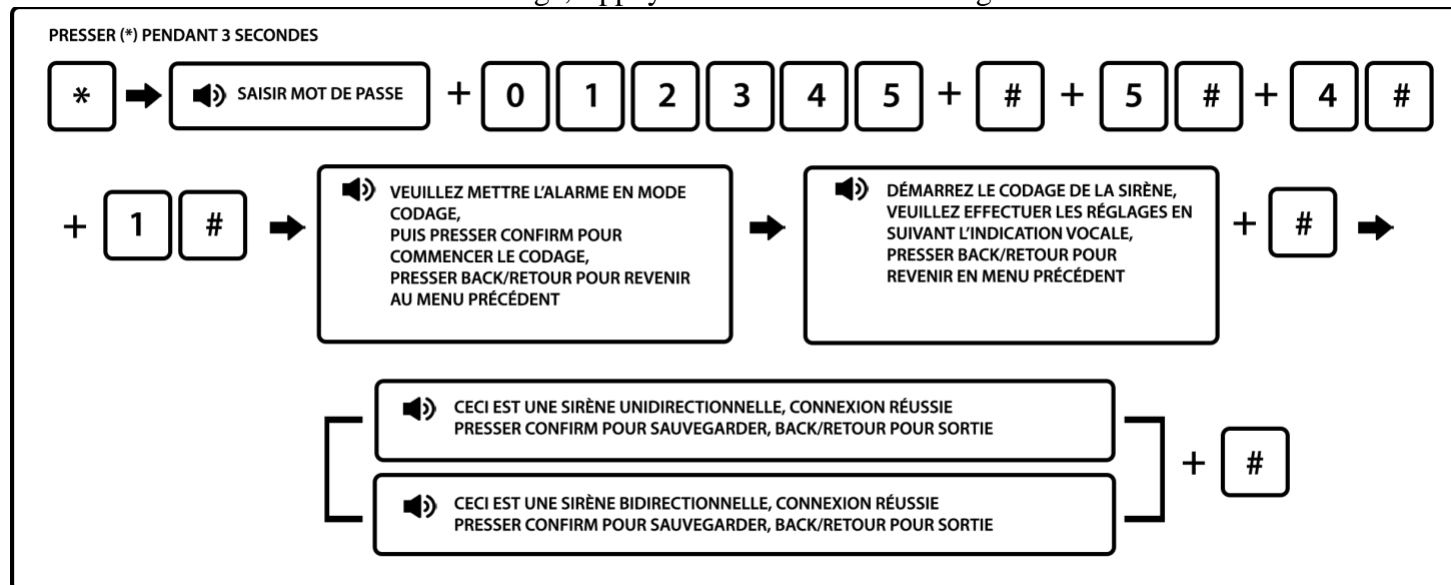 PRESSER (*) PENDANT 3 SECONDES
* SAISIR MOT DE PASSE + 0 1 2 3 4 5 + # + 5 # + 4 #
+ 1 #
VEUILLEZ METTRE L'ALARME EN MODE
CODAGE,
PUIS PRESSER CONFIRM POUR
COMMENCER LE CODAGE,
PRESSER BACK/RETOUR POUR REVENIR
AU MENU PRÉCÉDENT
DÉMARREZ LE CODAGE DE LA SIRÈNE,
VEUILLEZ EFFECTUER LES RÉGLAGES EN
SUIVANT L'INDICATION VOCALE,
PRESSER BACK/RETOUR POUR
REVENIR EN MENU PRÉCÉDENT
+ #
CECI EST UNE SIRÈNE UNIDIRECTIONNELLE, CONNEXION RÉUSSIE
PRESSER CONFIRM POUR SAUVEGARDER, BACK/RETOUR POUR SORTIE
CECI EST UNE SIRÈNE BIDIRECTIONNELLE, CONNEXION RÉUSSIE
PRESSER CONFIRM POUR SAUVEGARDER, BACK/RETOUR POUR SORTIE
+ #